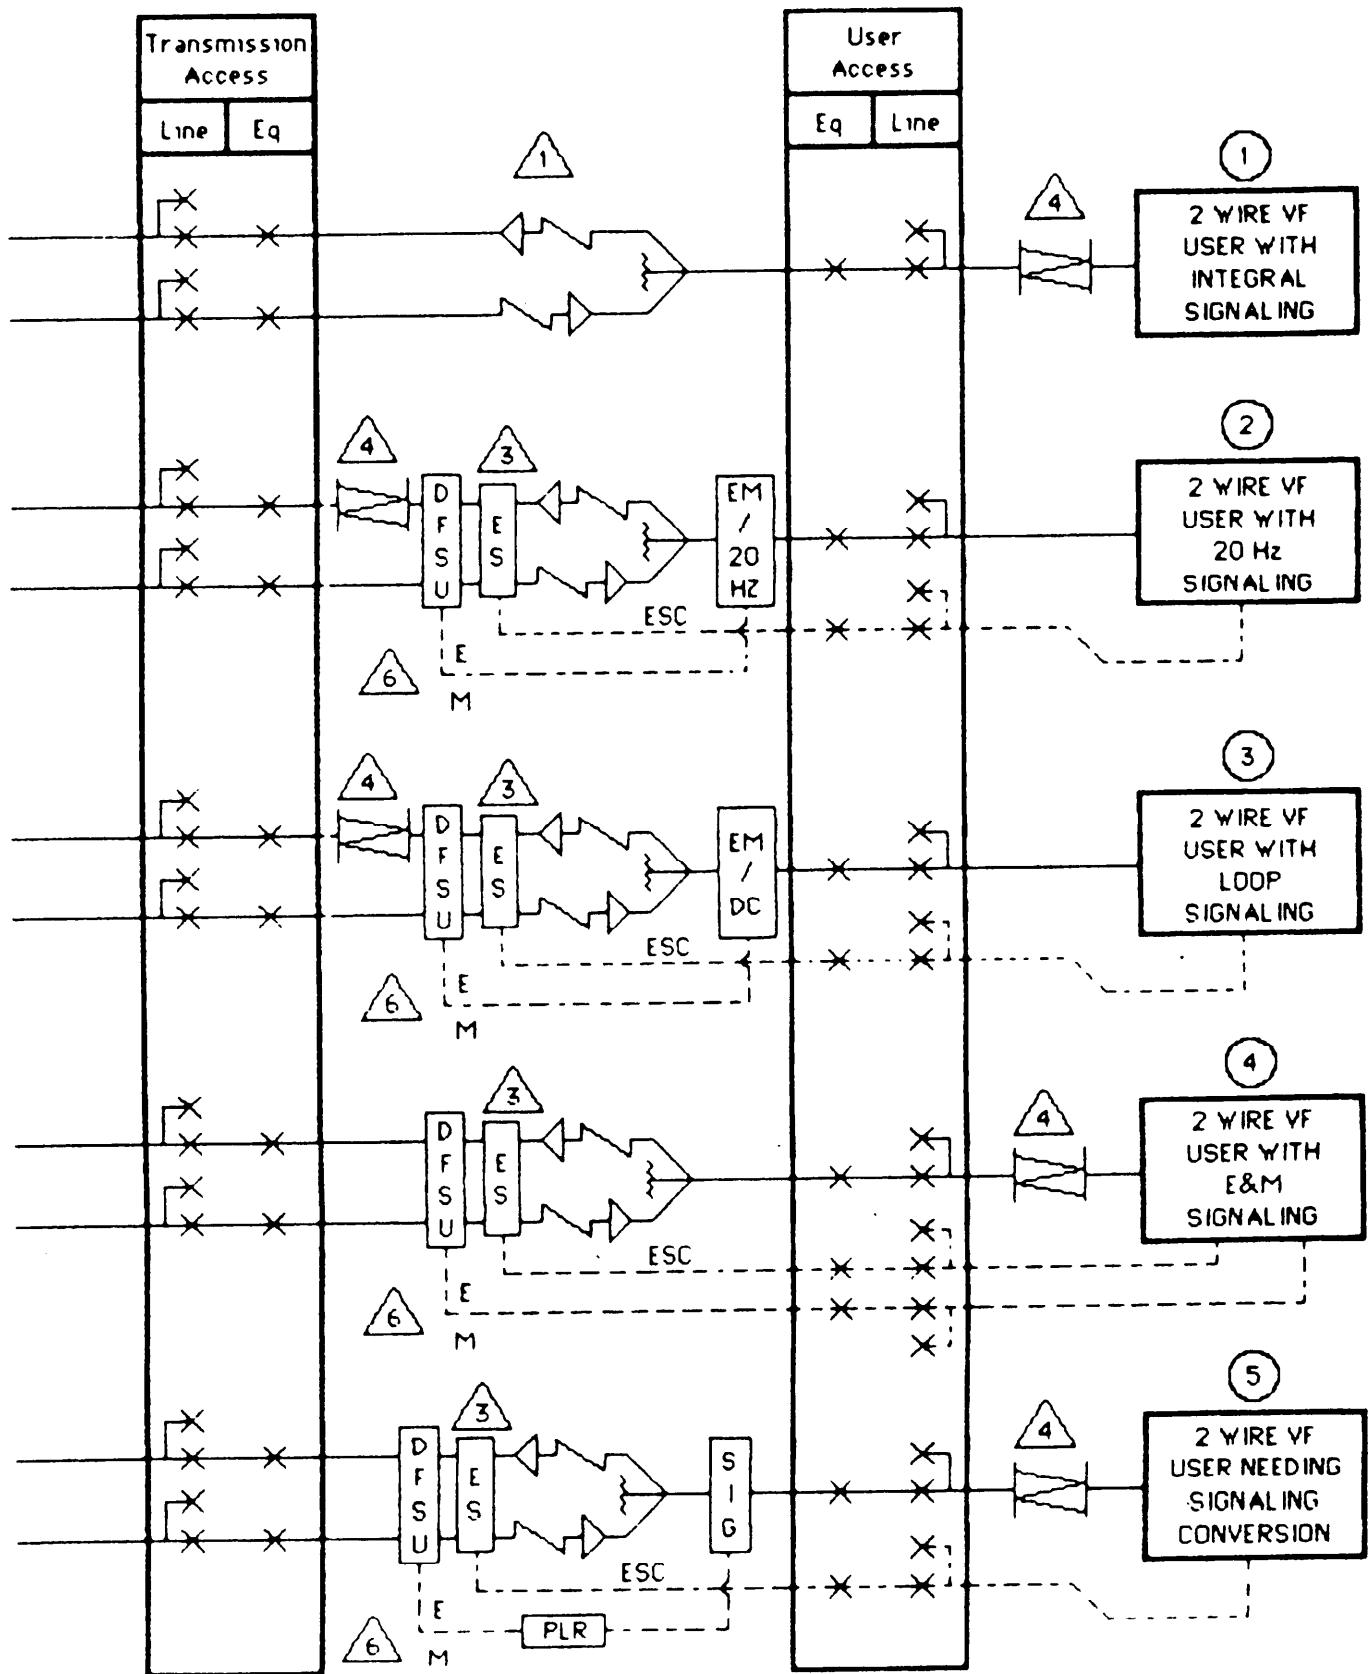 Transmission
Access
Line Eq
User
Access
Eq Line
1
1
4
2 WIRE VF
USER WITH
INTEGRAL
SIGNALING
2
4
3
D
F
S
U
E
S
EM
/
20
HZ
2 WIRE VF
USER WITH
20 Hz
SIGNALING
ESC
6
E
M
3
4
3
D
F
S
U
E
S
EM
/
DC
2 WIRE VF
USER WITH
LOOP
SIGNALING
ESC
6
E
M
4
3
4
D
F
S
U
E
S
2 WIRE VF
USER WITH
E&M
SIGNALING
ESC
6
E
M
5
3
4
D
F
S
U
E
S
S
I
G
2 WIRE VF
USER NEEDING
SIGNALING
CONVERSION
ESC
6
E
M
PLR